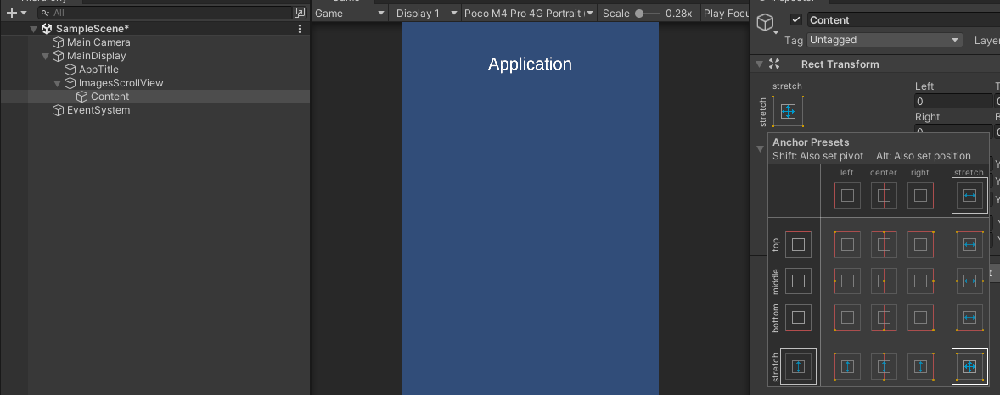 All
SampleScene*
Main Camera
MainDisplay
AppTitle
ImagesScrollView
Content
EventSystem
Game
Display 1
Poco M4 Pro 4G Portrait
Scale
0.28x
Play Focu
Application
Content
Tag
Untagged
Layer
Rect Transform
stretch
stretch
Left
T
0
0
Right
B
Anchor Presets
Shift: Also set pivot
Alt: Also set position
left
center
right
stretch
top
middle
bottom
stretch